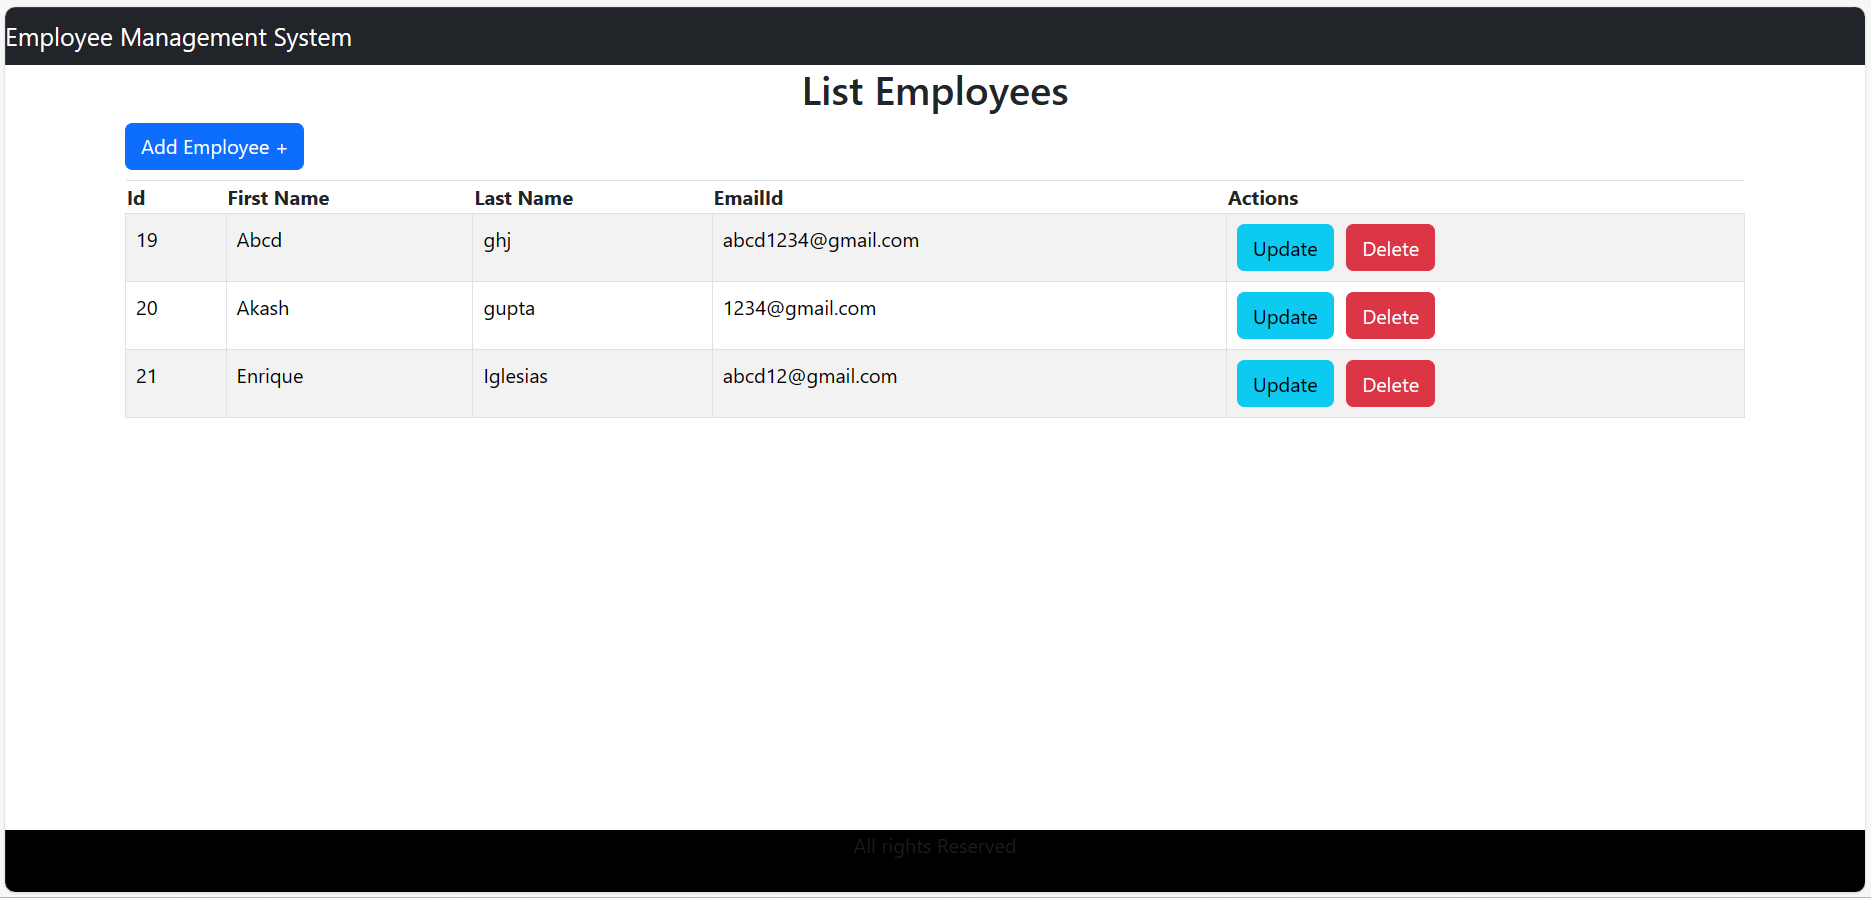 Employee Management System
List Employees
Add Employee +
Id First Name Last Name EmailId Actions
19 Abcd ghj abcd1234@gmail.com Update Delete
20 Akash gupta 1234@gmail.com Update Delete
21 Enrique Iglesias abcd12@gmail.com Update Delete
All rights Reserved